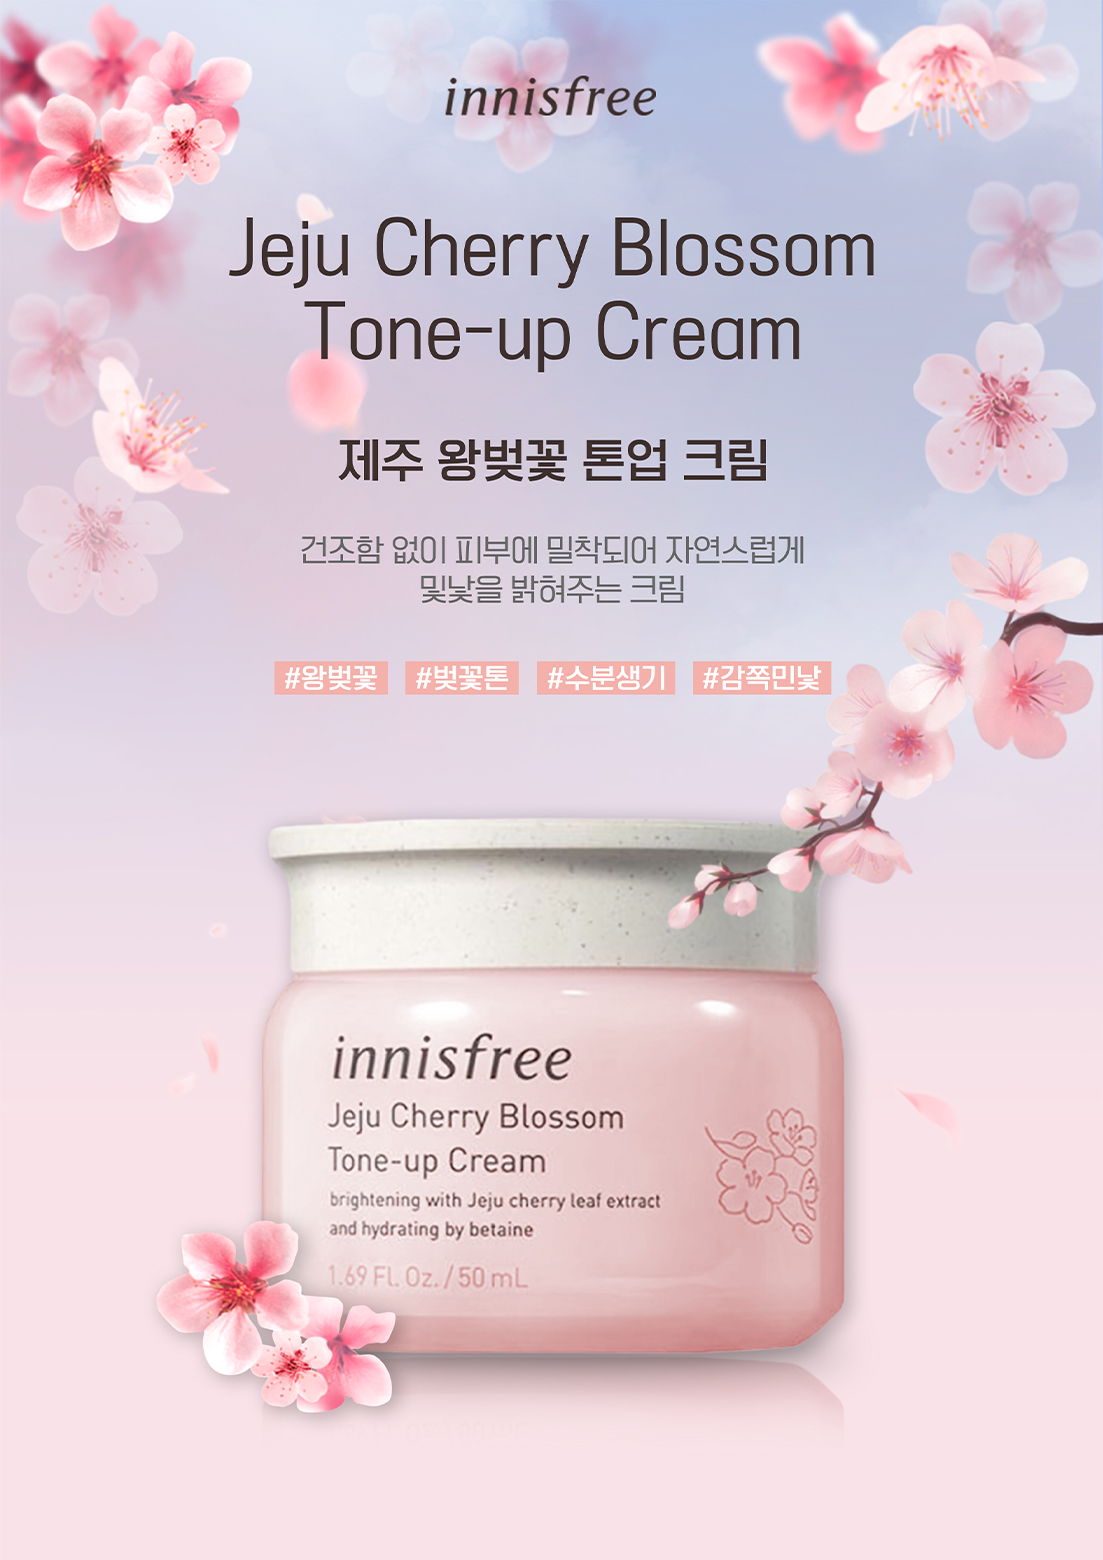 innisfree
Jeju Cherry Blossom
Tone-up Cream
제주 왕벚꽃 톤업 크림
건조함 없이 피부에 밀착되어 자연스럽게
및낯을 밝혀주는 크림
#왕벚꽃 #벚꽃톤 #수분생기 #감쪽민낯
innisfree
Jeju Cherry Blossom
Tone-up Cream
brightening with Jeju cherry leaf extract
and hydrating by betaine
1.69 Fl. Oz. / 50 mL